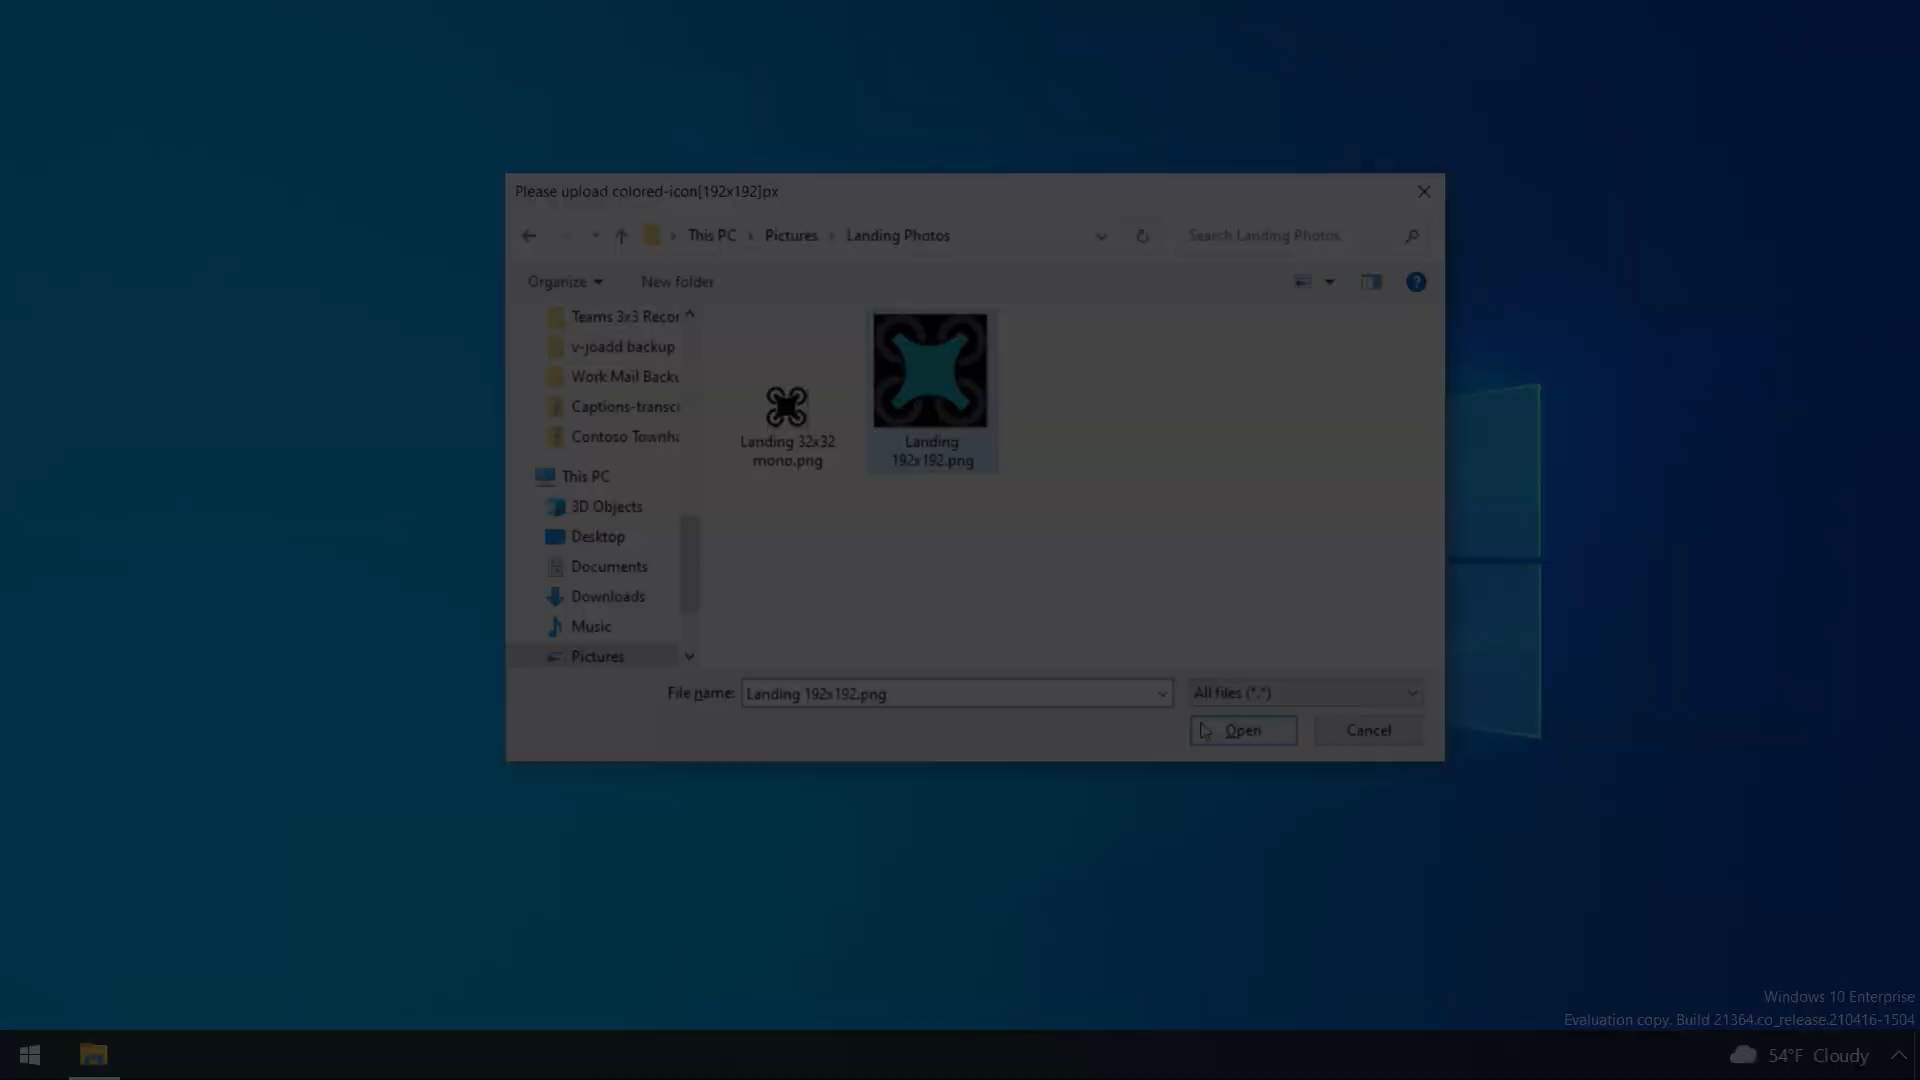 Please upload colored-icon[192x192]px
This PC Pictures Landing Photos
Search Landing Photos
Organize New folder
Teams 3x3 Recor
v-joadd backup
Work Mail Backu
Captions-transcr
Contoso Townha
This PC
3D Objects
Desktop
Documents
Downloads
Music
Pictures
Landing 32x32
mono.png
Landing
192x192.png
File name: Landing 192x192.png
All files (*.*)
Open Cancel
Windows 10 Enterprise
Evaluation copy. Build 21364.co_release.210416-1504
54°F Cloudy